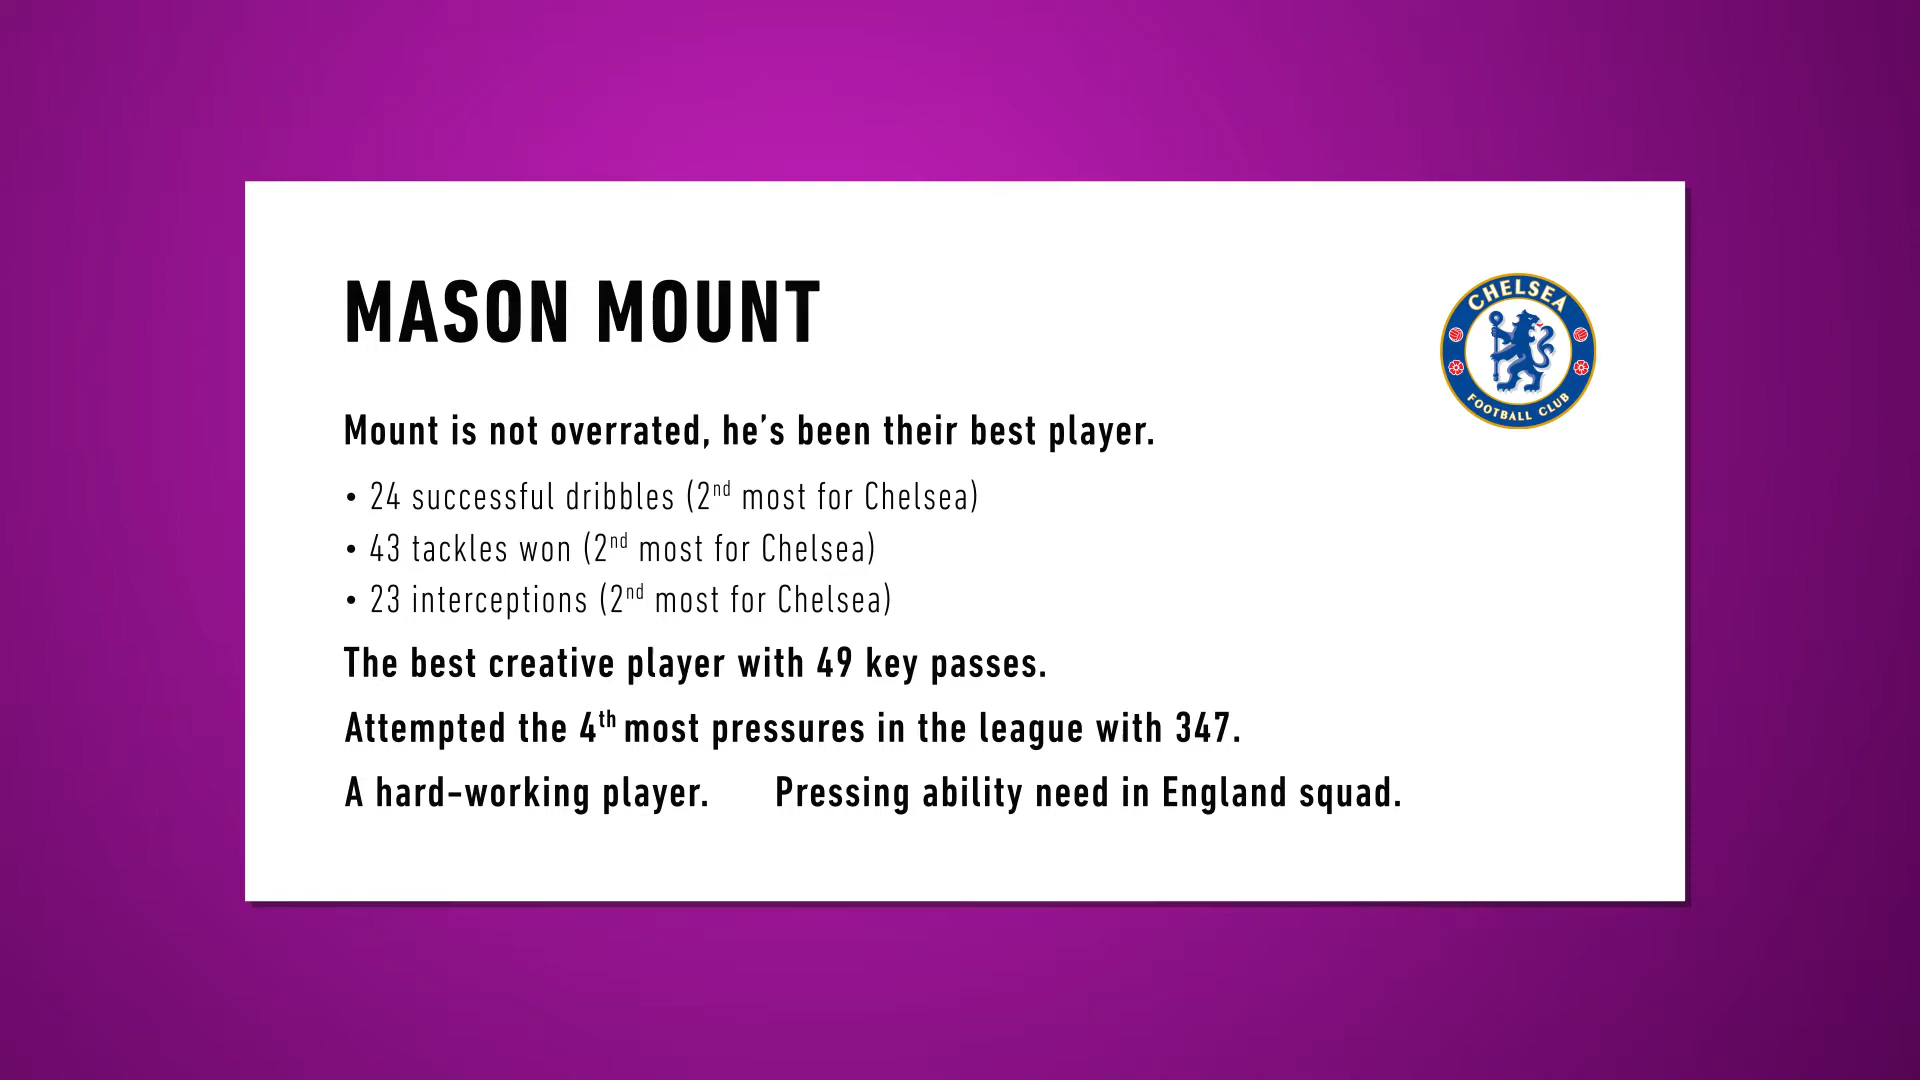 MASON MOUNT
CHELSEA
FOOTBALL CLUB
Mount is not overrated, he’s been their best player.
• 24 successful dribbles (2nd most for Chelsea)
• 43 tackles won (2nd most for Chelsea)
• 23 interceptions (2nd most for Chelsea)
The best creative player with 49 key passes.
Attempted the 4th most pressures in the league with 347.
A hard-working player. Pressing ability need in England squad.